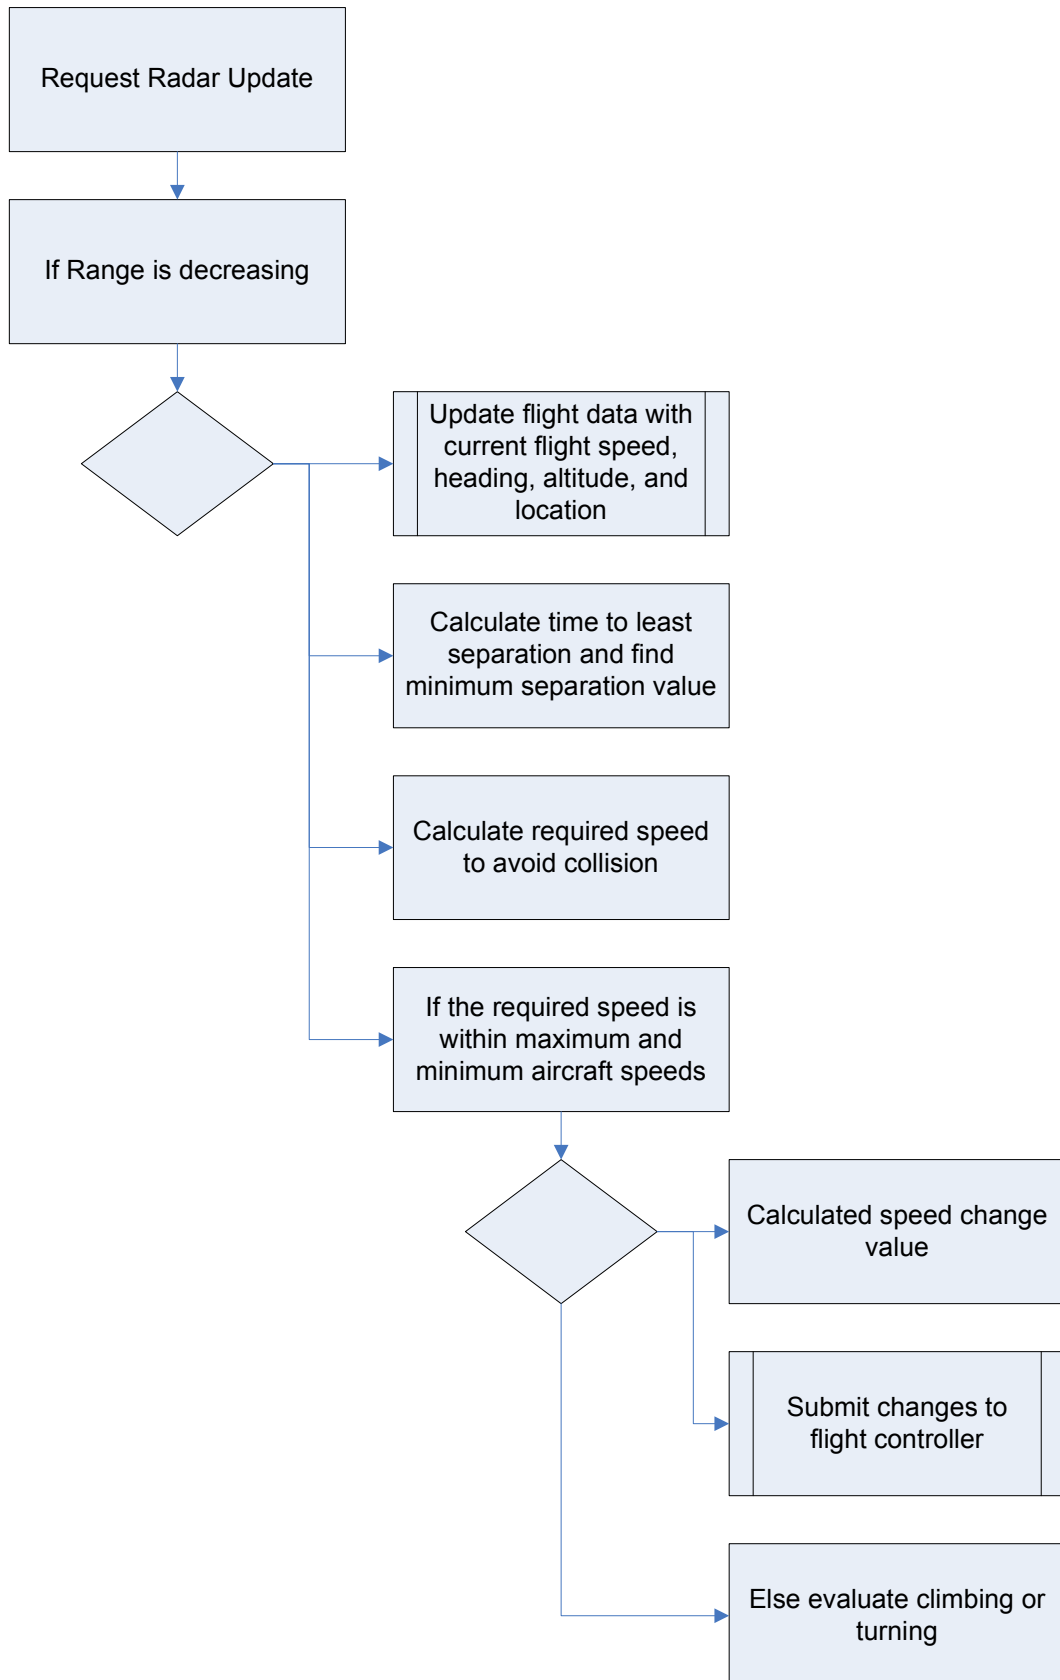 Request Radar Update
If Range is decreasing
Update flight data with
current flight speed,
heading, altitude, and
location
Calculate time to least
separation and find
minimum separation value
Calculate required speed
to avoid collision
If the required speed is
within maximum and
minimum aircraft speeds
Calculated speed change
value
Submit changes to
flight controller
Else evaluate climbing or
turning